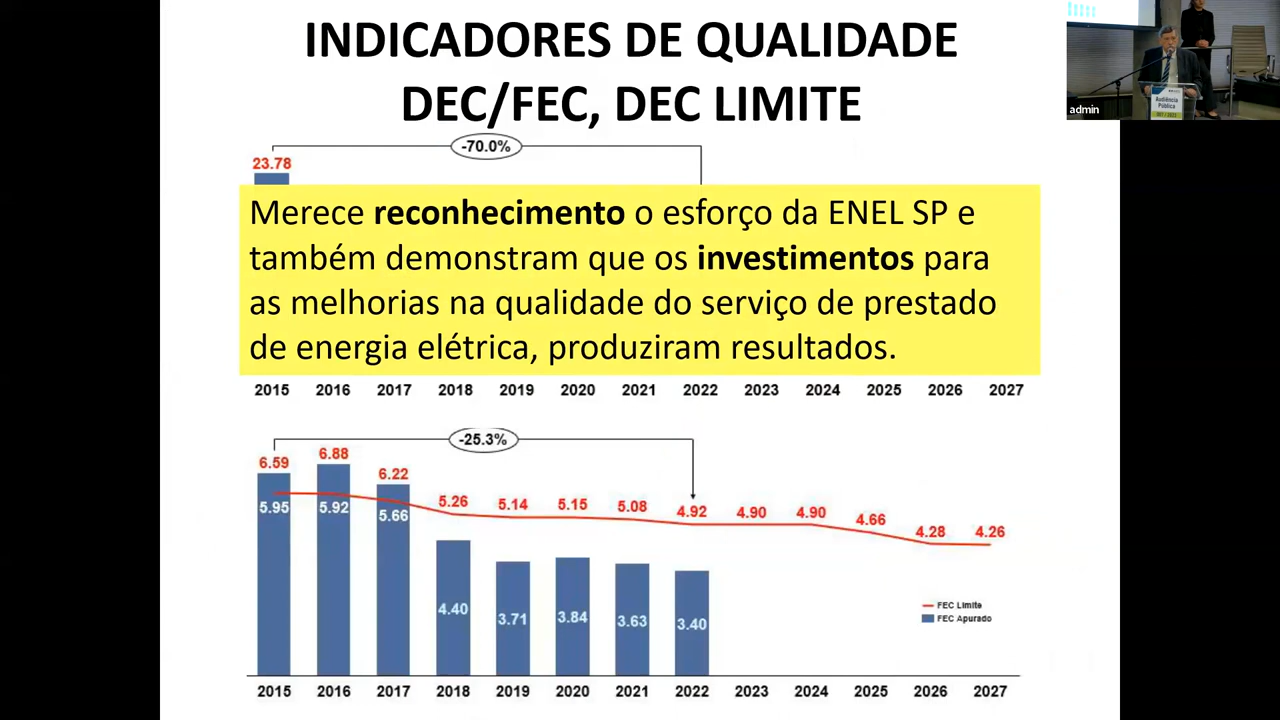 INDICADORES DE QUALIDADE
DEC/FEC, DEC LIMITE
admin
Audiência
Pública
-70.0%
23.78
Merece reconhecimento o esforço da ENEL SP e
também demonstram que os investimentos para
as melhorias na qualidade do serviço de prestado
de energia elétrica, produziram resultados.
2015 2016 2017 2018 2019 2020 2021 2022 2023 2024 2025 2026 2027
-25.3%
6.59 6.88 6.22 5.26 5.14 5.15 5.08 4.92 4.90 4.90 4.66 4.28 4.26
5.95 5.92 5.66 4.40 3.71 3.84 3.63 3.40
FEC Limite
FEC Apurado
2015 2016 2017 2018 2019 2020 2021 2022 2023 2024 2025 2026 2027